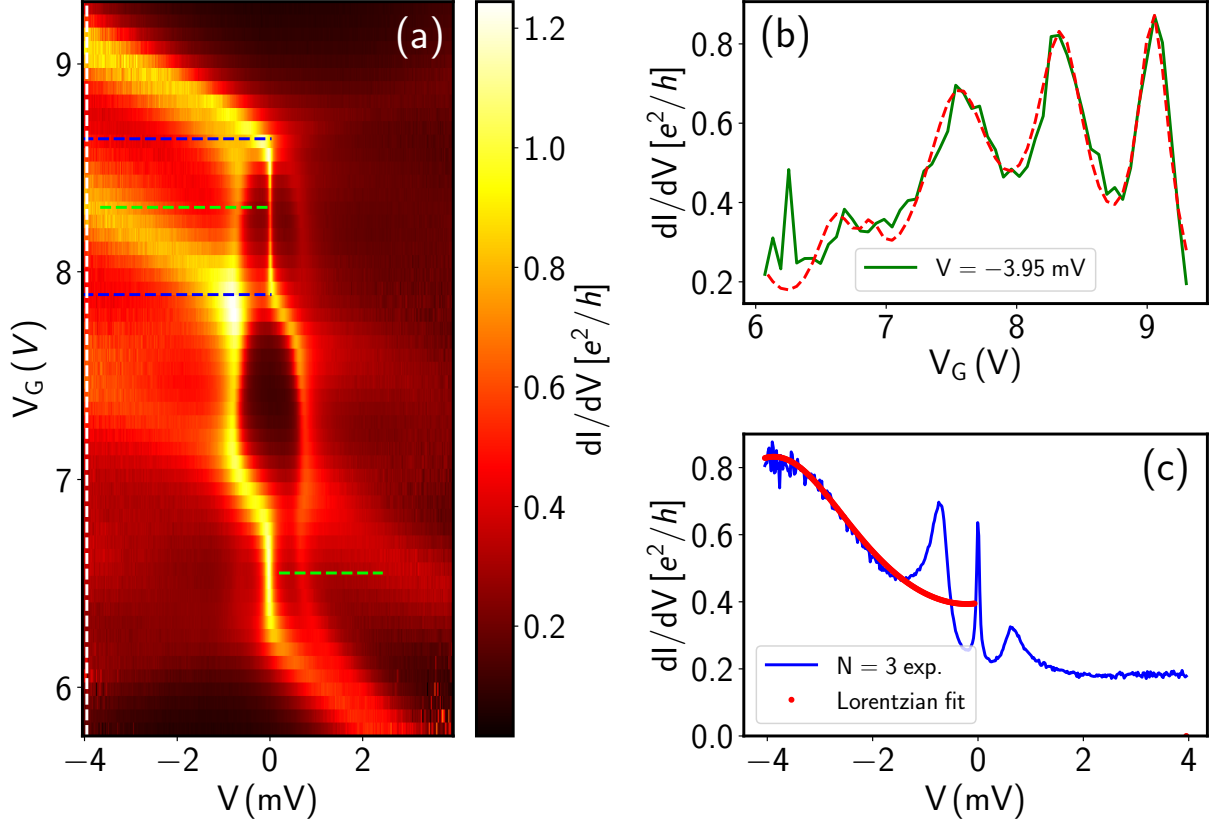 (a)
9
8
7
6
V_G (V)
−4
−2
0
2
V (mV)
1.2
1.0
0.8
0.6
0.4
0.2
dI/dV [e²/h]
(b)
0.8
0.6
0.4
0.2
dI/dV [e²/h]
V = −3.95 mV
6
7
8
9
V_G (V)
(c)
0.8
0.6
0.4
0.2
0.0
dI/dV [e²/h]
N = 3 exp.
Lorentzian fit
−4
−2
0
2
4
V (mV)